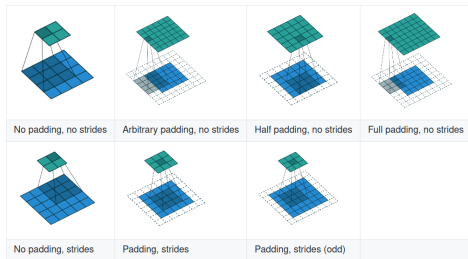 No padding, no strides
Arbitrary padding, no strides
Half padding, no strides
Full padding, no strides
No padding, strides
Padding, strides
Padding, strides (odd)